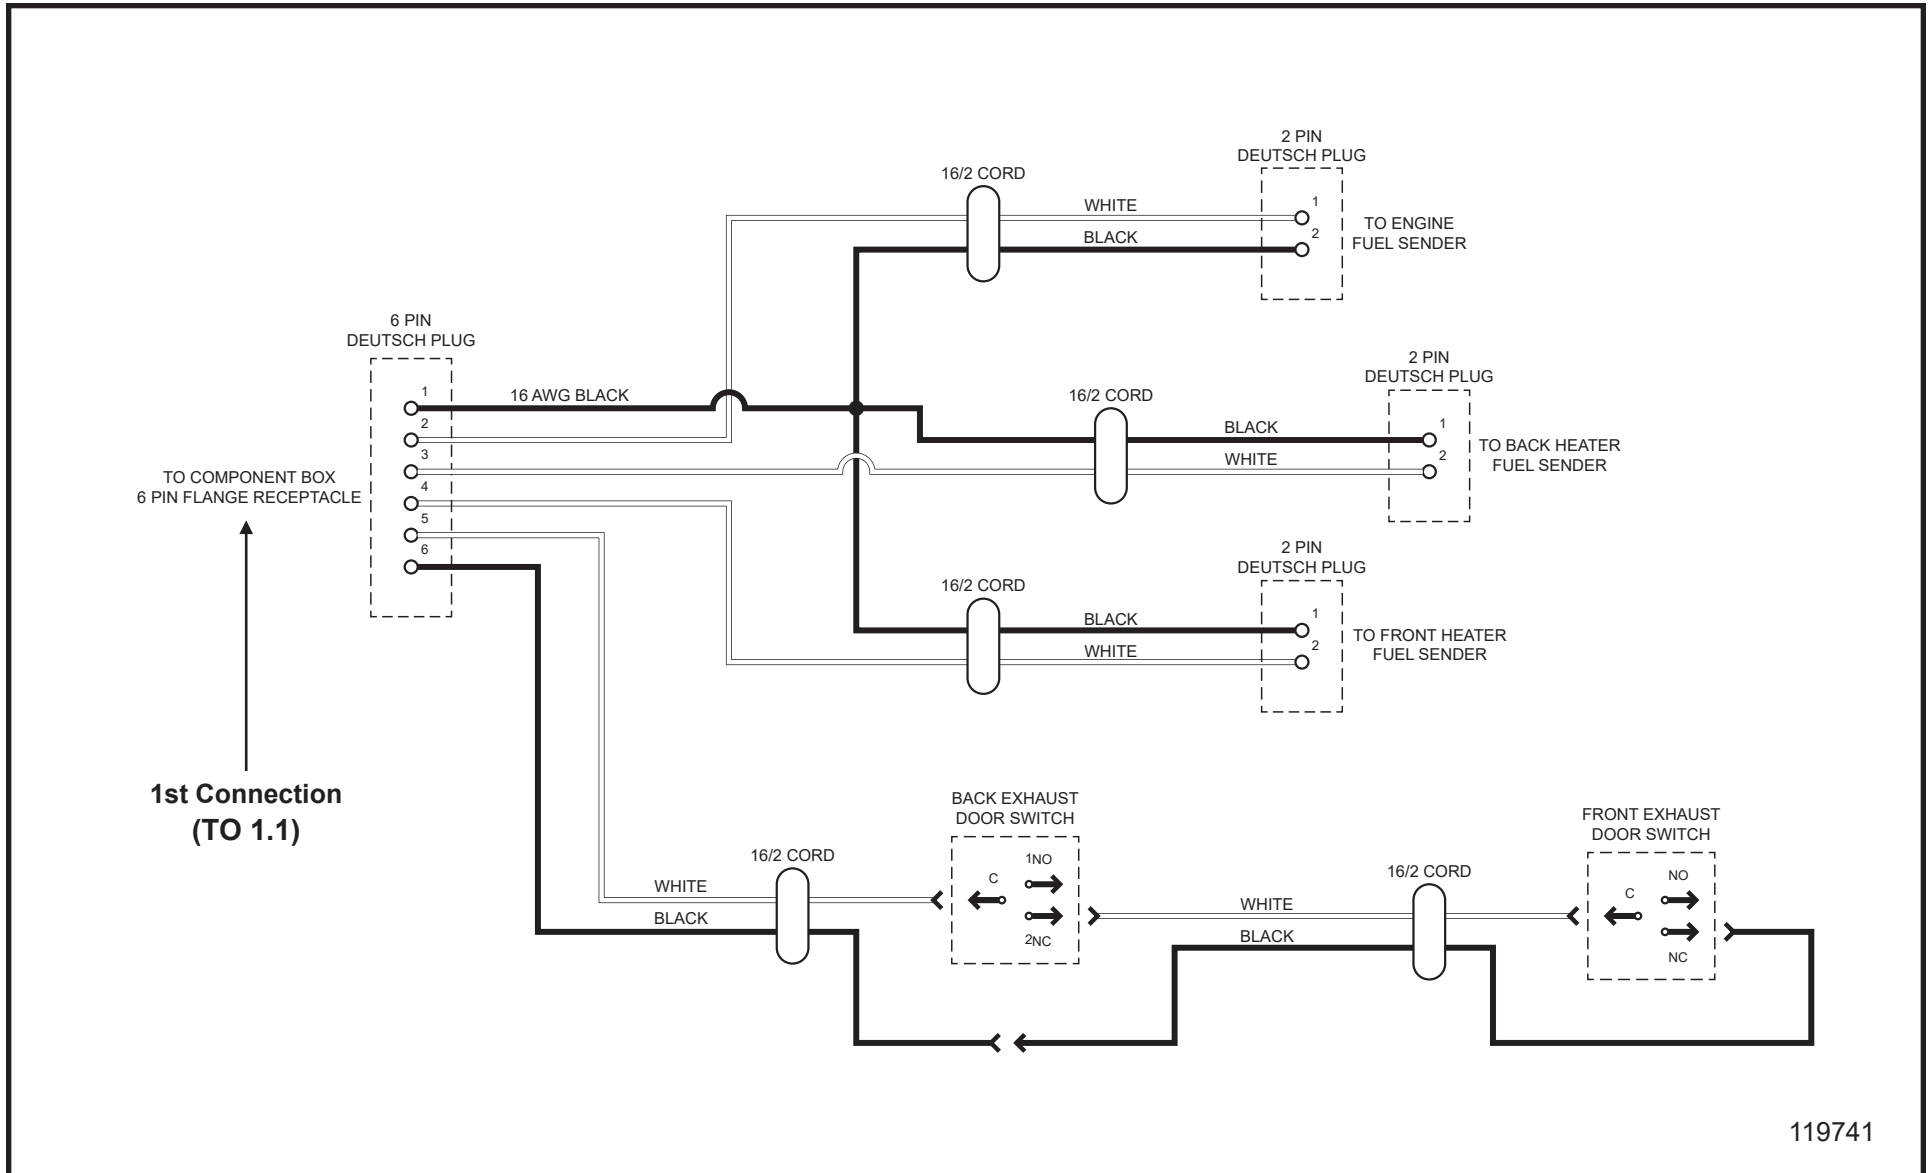 2 PIN
DEUTSCH PLUG
16/2 CORD
WHITE
1
BLACK
2
TO ENGINE
FUEL SENDER
6 PIN
DEUTSCH PLUG
1
2
3
4
5
6
16 AWG BLACK
TO COMPONENT BOX
6 PIN FLANGE RECEPTACLE
2 PIN
DEUTSCH PLUG
16/2 CORD
BLACK
1
WHITE
2
TO BACK HEATER
FUEL SENDER
2 PIN
DEUTSCH PLUG
16/2 CORD
BLACK
1
WHITE
2
TO FRONT HEATER
FUEL SENDER
1st Connection
(TO 1.1)
16/2 CORD
WHITE
BLACK
BACK EXHAUST
DOOR SWITCH
C
1NO
2NC
16/2 CORD
WHITE
BLACK
FRONT EXHAUST
DOOR SWITCH
C
NO
NC
119741